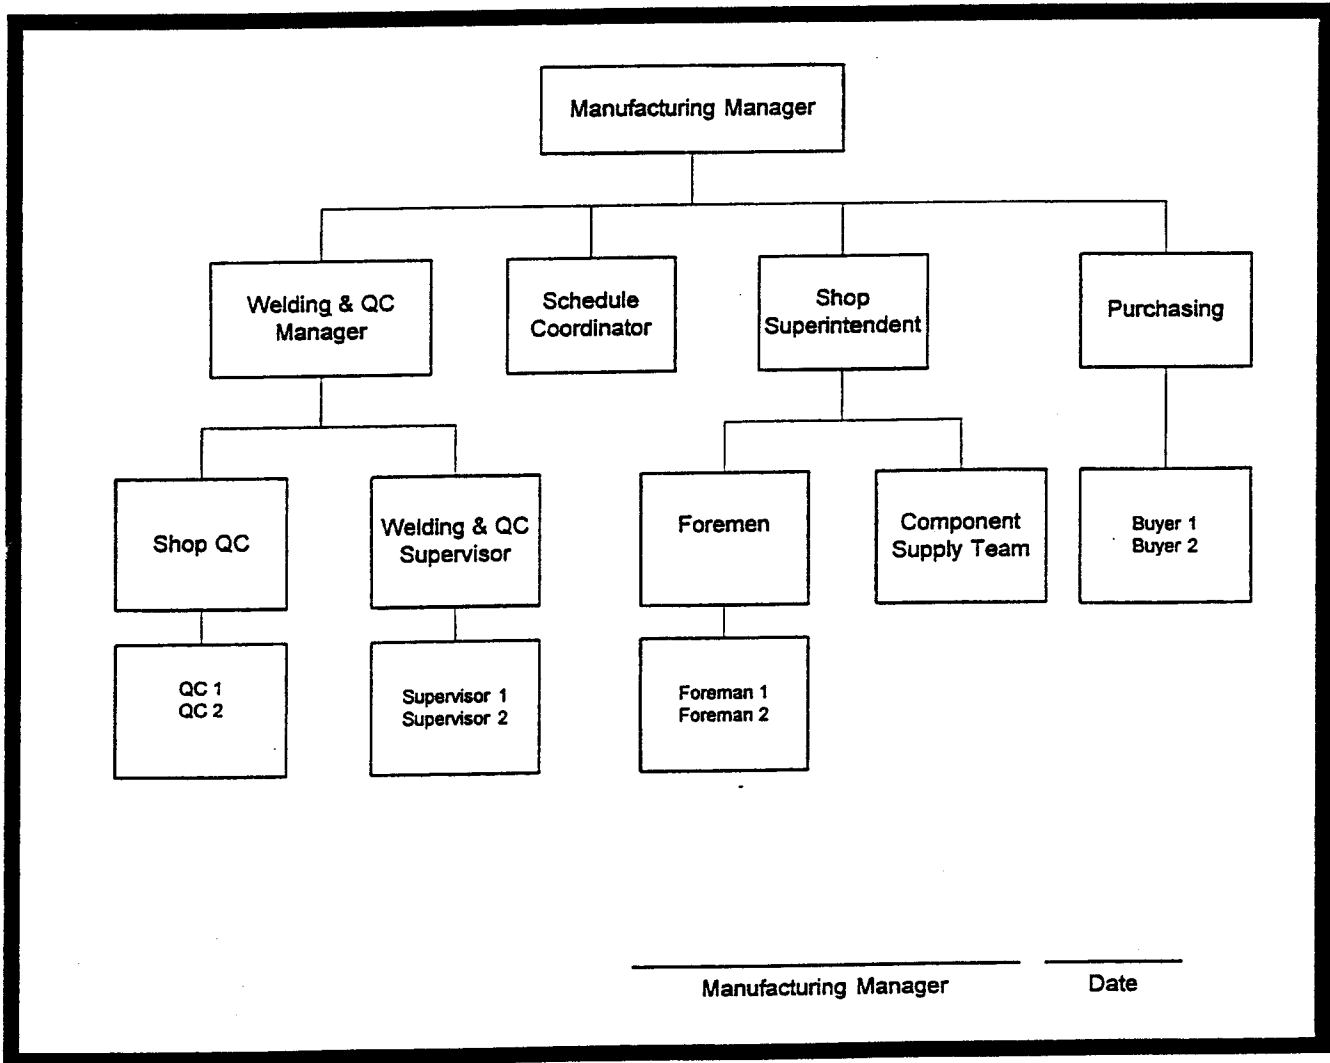 Manufacturing Manager
Welding & QC
Manager
Schedule
Coordinator
Shop
Superintendent
Purchasing
Shop QC
Welding & QC
Supervisor
Foremen
Component
Supply Team
Buyer 1
Buyer 2
QC 1
QC 2
Supervisor 1
Supervisor 2
Foreman 1
Foreman 2
Manufacturing Manager
Date